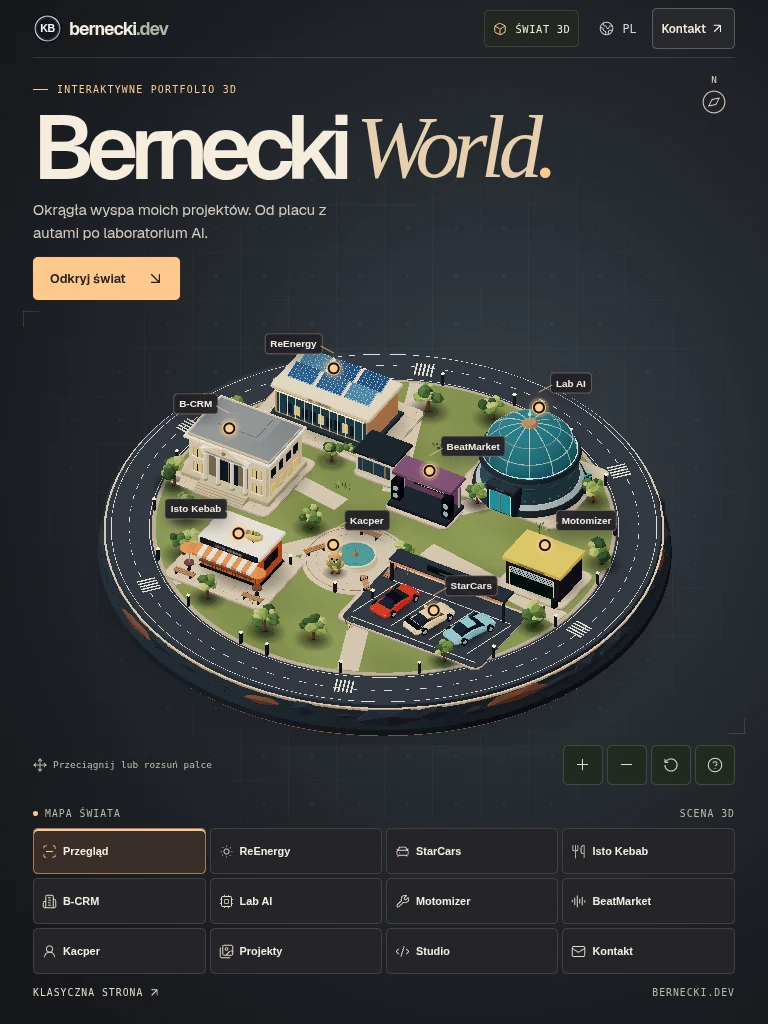 KB bernecki.dev ŚWIAT 3D PL Kontakt
INTERAKTYWNE PORTFOLIO 3D
N
Bernecki World.
Okrągła wyspa moich projektów. Od placu z
autami po laboratorium AI.
Odkryj świat
ReEnergy
Lab AI
B-CRM
BeatMarket
Isto Kebab
Kacper
Motomizer
StarCars
Przeciągnij lub rozsuń palce
MAPA ŚWIATA SCENA 3D
Przegląd ReEnergy StarCars Isto Kebab
B-CRM Lab AI Motomizer BeatMarket
Kacper Projekty Studio Kontakt
KLASYCZNA STRONA BERNECKI.DEV